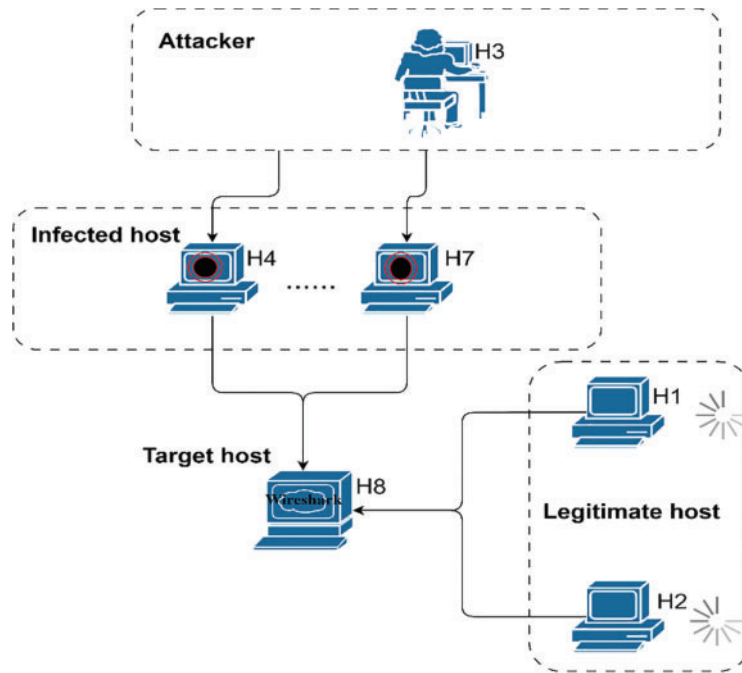 Attacker
H3
Infected host
H4
......
H7
H1
Target host
Wireshark
H8
Legitimate host
H2